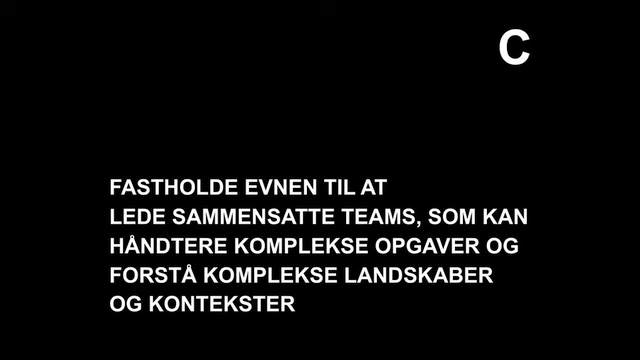 C
FASTHOLDE EVNEN TIL AT
LEDE SAMMENSATTE TEAMS, SOM KAN
HÅNDTERE KOMPLEKSE OPGAVER OG
FORSTÅ KOMPLEKSE LANDSKABER
OG KONTEKSTER